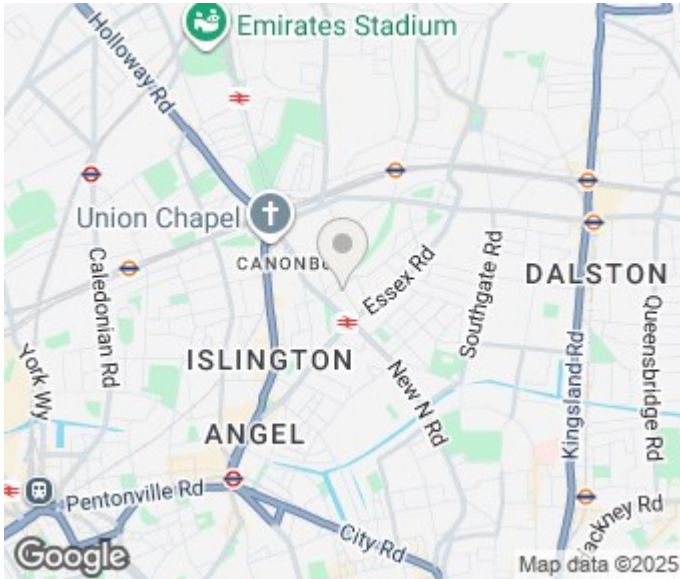 Emirates Stadium
Holloway Rd
Union Chapel
CANONBU
Caledonian Rd
Essex Rd
Southgate Rd
DALSTON
Queensbridge Rd
Kingsland Rd
ISLINGTON
York Wy
New N Rd
ANGEL
Pentonville Rd
City Rd
ackney Rd
Google
Map data ©2025